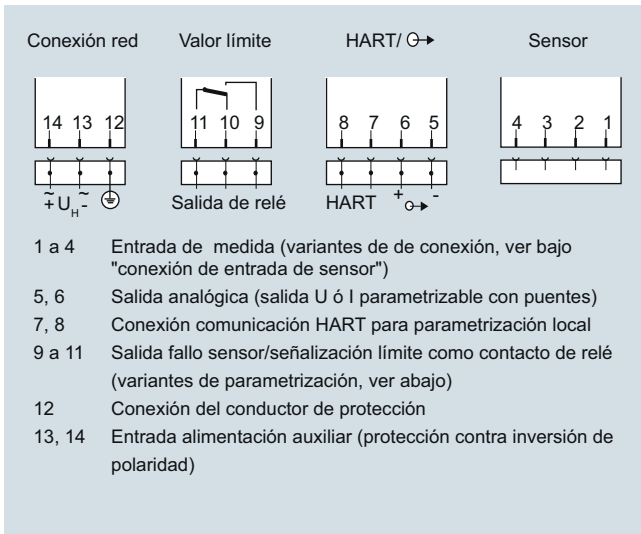 Conexión red Valor límite HART/ Sensor
14 13 12 11 10 9 8 7 6 5 4 3 2 1
~ ~ + -
+ U H - Salida de relé HART
1 a 4 Entrada de medida (variantes de de conexión, ver bajo
"conexión de entrada de sensor")
5, 6 Salida analógica (salida U ó I parametrizable con puentes)
7, 8 Conexión comunicación HART para parametrización local
9 a 11 Salida fallo sensor/señalización límite como contacto de relé
(variantes de parametrización, ver abajo)
12 Conexión del conductor de protección
13, 14 Entrada alimentación auxiliar (protección contra inversión de
polaridad)